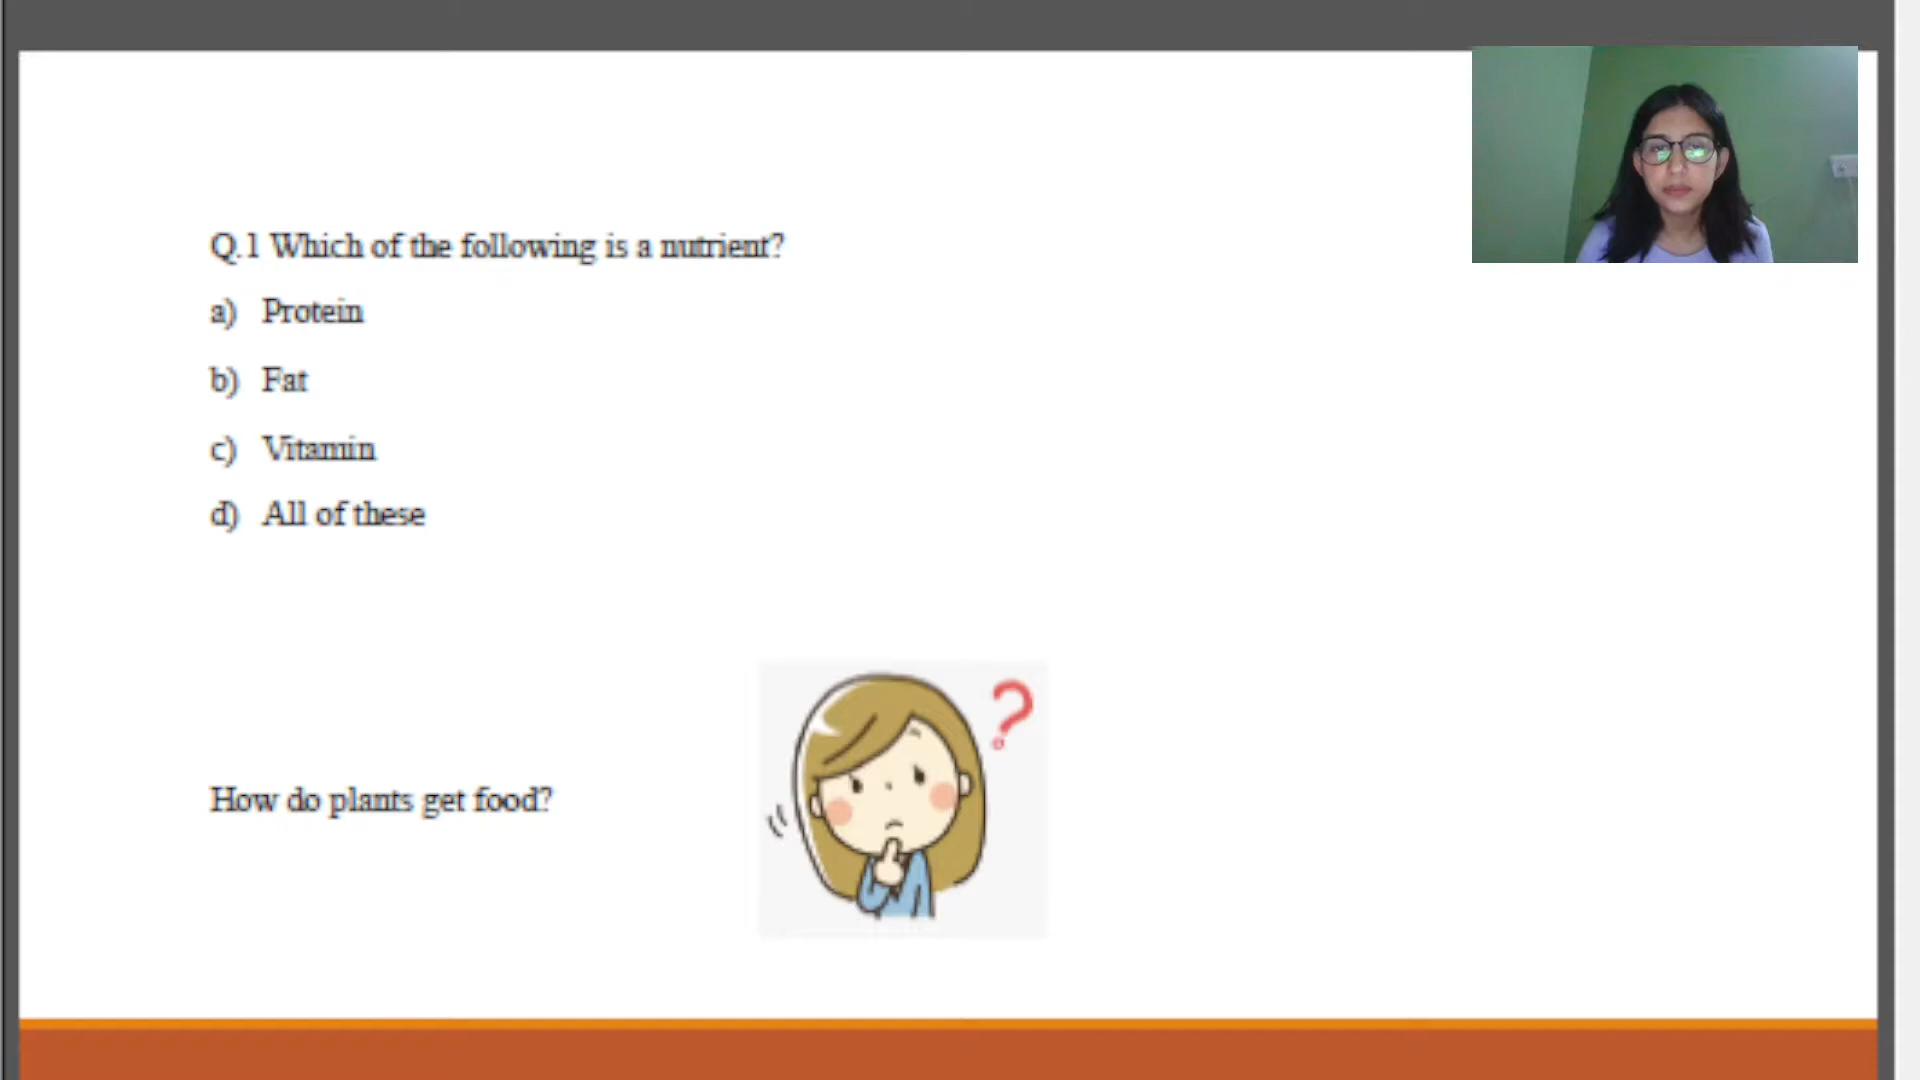 Q.1 Which of the following is a nutrient?
a) Protein
b) Fat
c) Vitamin
d) All of these
How do plants get food?
?